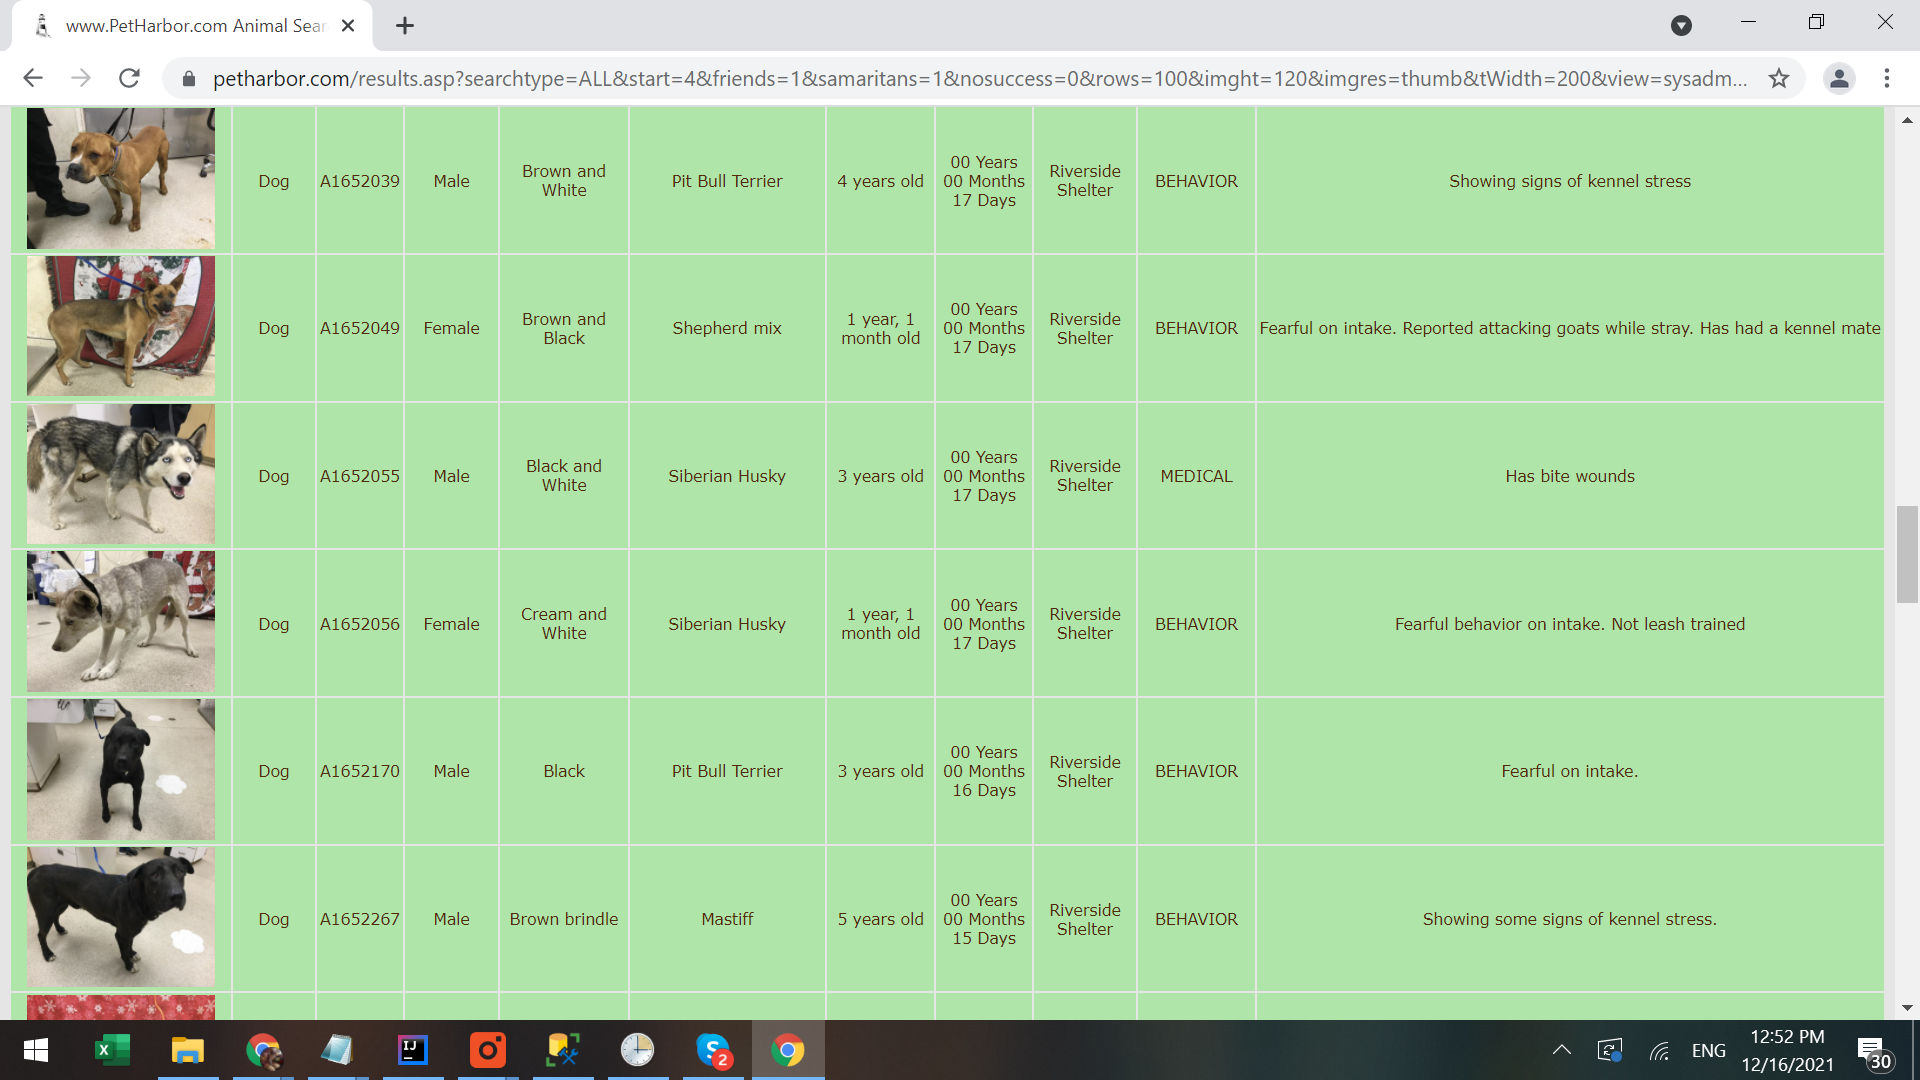 www.PetHarbor.com Animal Sear
petharbor.com/results.asp?searchtype=ALL&start=4&friends=1&samaritans=1&nosuccess=0&rows=100&imght=120&imgres=thumb&tWidth=200&view=sysadm...
Dog
A1652039
Male
Brown and
White
Pit Bull Terrier
4 years old
00 Years
00 Months
17 Days
Riverside
Shelter
BEHAVIOR
Showing signs of kennel stress
Dog
A1652049
Female
Brown and
Black
Shepherd mix
1 year, 1
month old
00 Years
00 Months
17 Days
Riverside
Shelter
BEHAVIOR
Fearful on intake. Reported attacking goats while stray. Has had a kennel mate
Dog
A1652055
Male
Black and
White
Siberian Husky
3 years old
00 Years
00 Months
17 Days
Riverside
Shelter
MEDICAL
Has bite wounds
Dog
A1652056
Female
Cream and
White
Siberian Husky
1 year, 1
month old
00 Years
00 Months
17 Days
Riverside
Shelter
BEHAVIOR
Fearful behavior on intake. Not leash trained
Dog
A1652170
Male
Black
Pit Bull Terrier
3 years old
00 Years
00 Months
16 Days
Riverside
Shelter
BEHAVIOR
Fearful on intake.
Dog
A1652267
Male
Brown brindle
Mastiff
5 years old
00 Years
00 Months
15 Days
Riverside
Shelter
BEHAVIOR
Showing some signs of kennel stress.
X
IJ
S
2
ENG
12:52 PM
12/16/2021
30